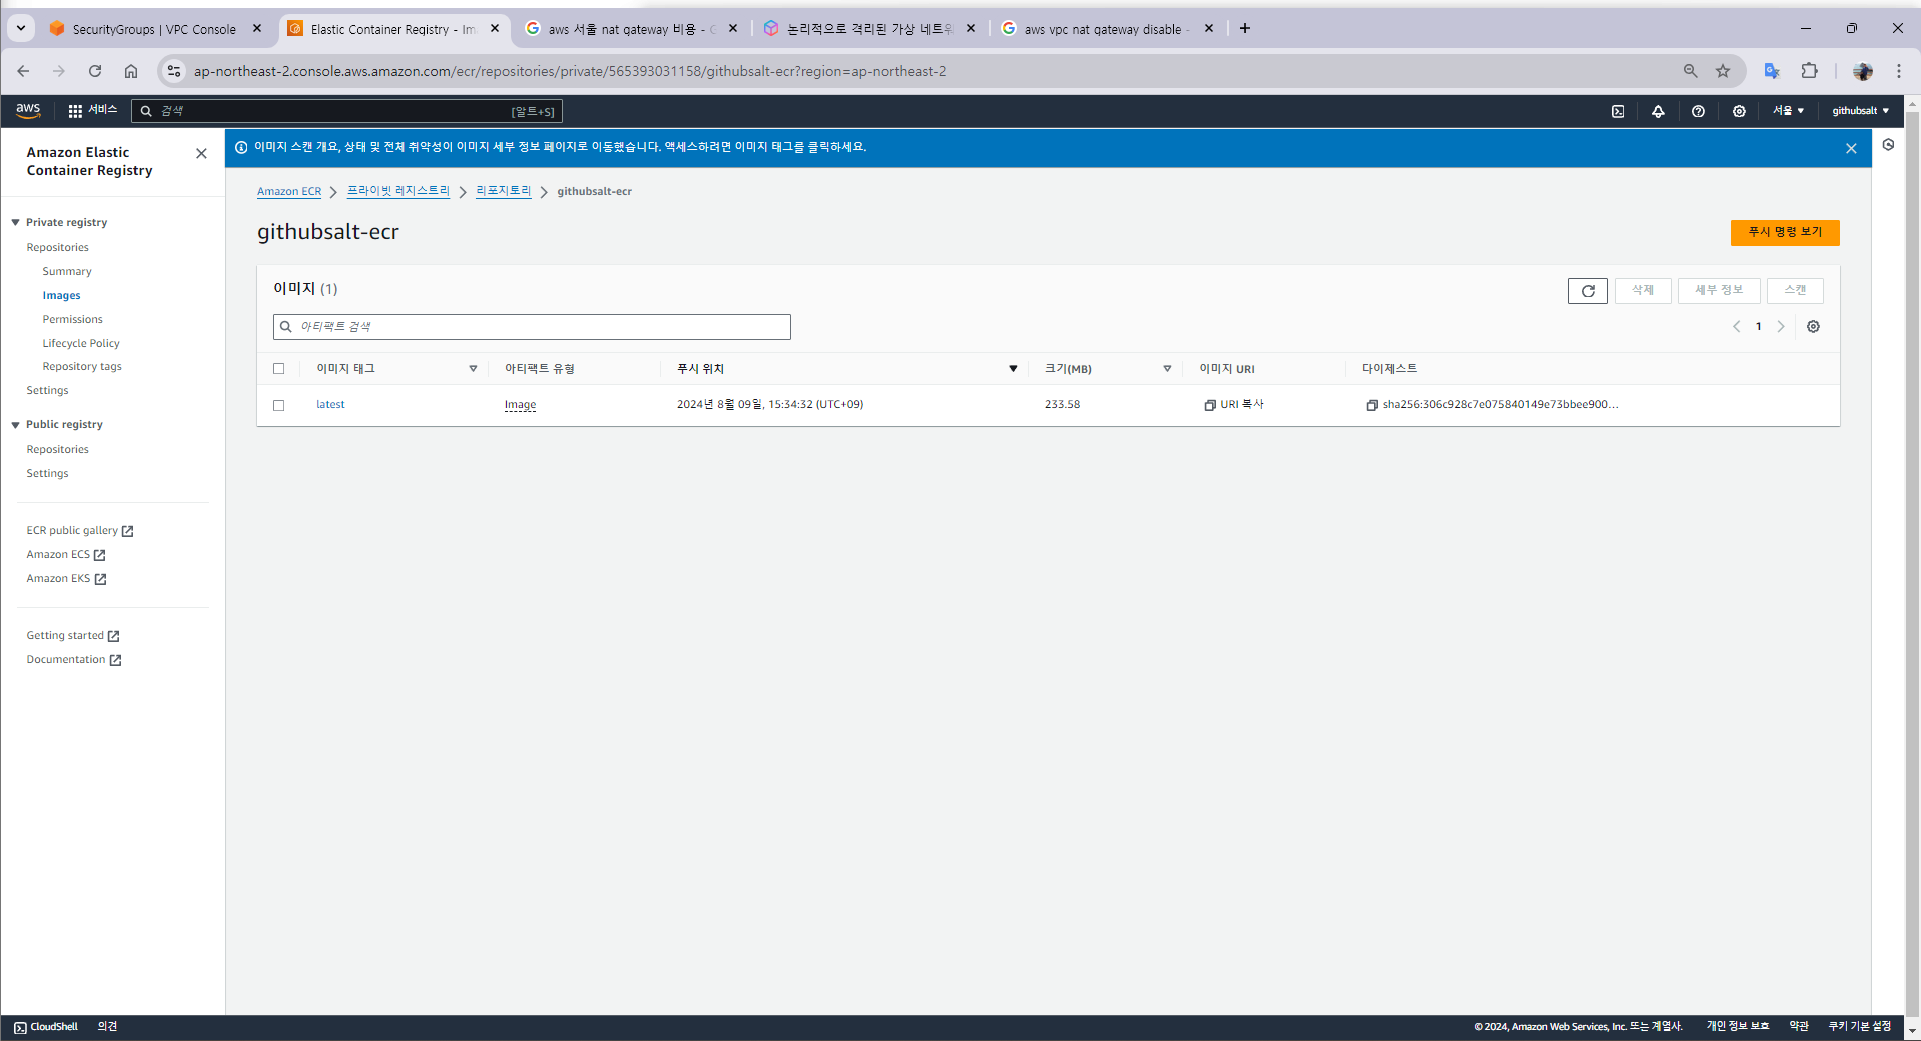 SecurityGroups | VPC Console
Elastic Container Registry - Im
aws 서울 nat gateway 비용 - G
논리적으로 격리된 가상 네트워
aws vpc nat gateway disable -
ap-northeast-2.console.aws.amazon.com/ecr/repositories/private/565393031158/githubsalt-ecr?region=ap-northeast-2
aws
서비스
검색
[알트+S]
서울
githubsalt
Amazon Elastic
Container Registry
Private registry
Repositories
Summary
Images
Permissions
Lifecycle Policy
Repository tags
Settings
Public registry
Repositories
Settings
ECR public gallery
Amazon ECS
Amazon EKS
Getting started
Documentation
이미지 스캔 개요, 상태 및 전체 취약성이 이미지 세부 정보 페이지로 이동했습니다. 액세스하려면 이미지 태그를 클릭하세요.
Amazon ECR
프라이빗 레지스트리
리포지토리
githubsalt-ecr
githubsalt-ecr
푸시 명령 보기
이미지 (1)
삭제
세부 정보
스캔
아티팩트 검색
1
이미지 태그
아티팩트 유형
푸시 위치
크기(MB)
이미지 URI
다이제스트
latest
Image
2024년 8월 09일, 15:34:32 (UTC+09)
233.58
URI 복사
sha256:306c928c7e075840149e73bbee900...
CloudShell
의견
© 2024, Amazon Web Services, Inc. 또는 계열사.
개인 정보 보호
약관
쿠키 기본 설정